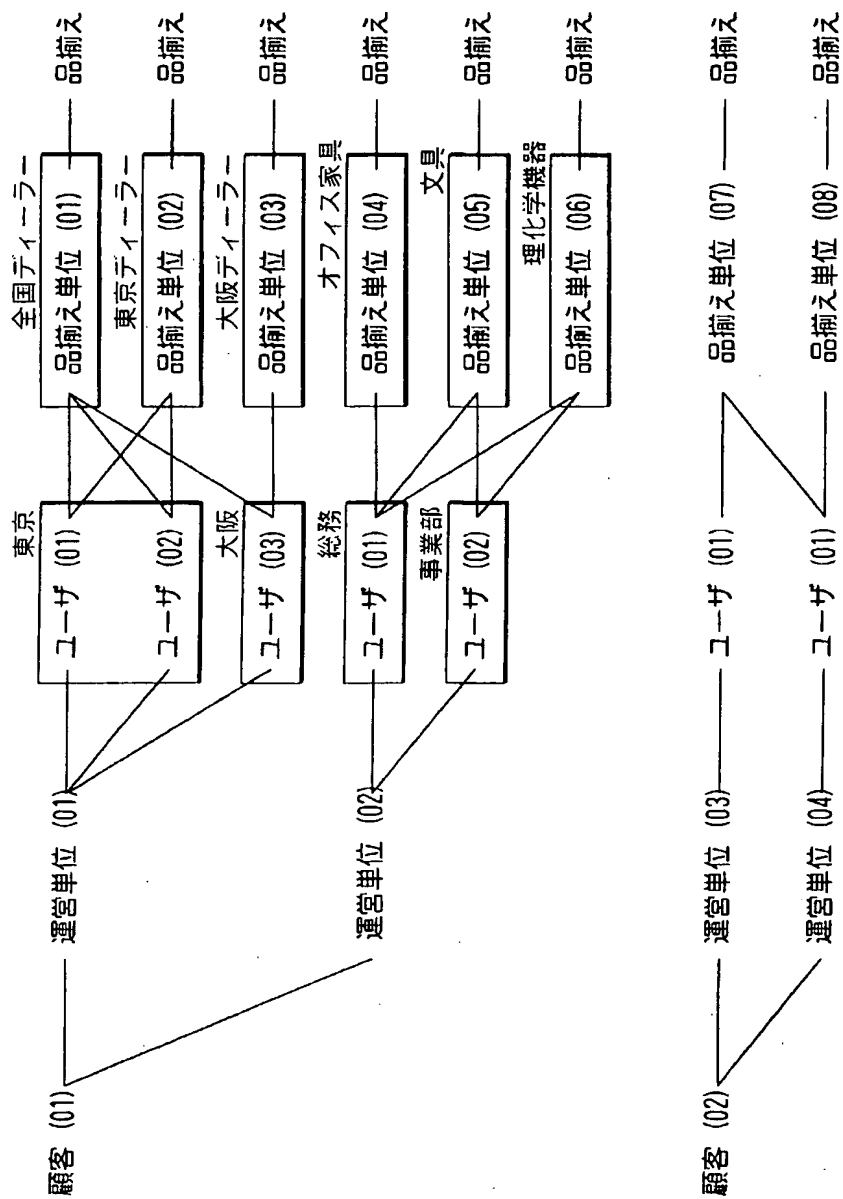 全国ディーラー
東京
顧客 (01) 運営単位 (01) ユーザ (01) 品揃え単位 (01) 品揃え
東京ディーラー
ユーザ (02) 品揃え単位 (02) 品揃え
大阪ディーラー
大阪
ユーザ (03) 品揃え単位 (03) 品揃え
オフィス家具
総務
運営単位 (02) ユーザ (01) 品揃え単位 (04) 品揃え
文具
事業部
ユーザ (02) 品揃え単位 (05) 品揃え
理化学機器
品揃え単位 (06) 品揃え
顧客 (02) 運営単位 (03) ユーザ (01) 品揃え単位 (07) 品揃え
運営単位 (04) ユーザ (01) 品揃え単位 (08) 品揃え